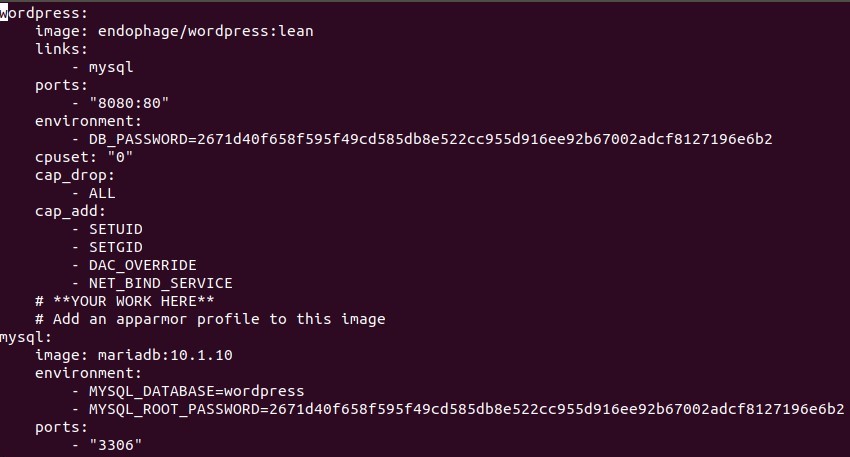 wordpress:
    image: endophage/wordpress:lean
    links:
        - mysql
    ports:
        - "8080:80"
    environment:
        - DB_PASSWORD=2671d40f658f595f49cd585db8e522cc955d916ee92b67002adcf8127196e6b2
    cpuset: "0"
    cap_drop:
        - ALL
    cap_add:
        - SETUID
        - SETGID
        - DAC_OVERRIDE
        - NET_BIND_SERVICE
    # **YOUR WORK HERE**
    # Add an apparmor profile to this image
mysql:
    image: mariadb:10.1.10
    environment:
        - MYSQL_DATABASE=wordpress
        - MYSQL_ROOT_PASSWORD=2671d40f658f595f49cd585db8e522cc955d916ee92b67002adcf8127196e6b2
    ports:
        - "3306"